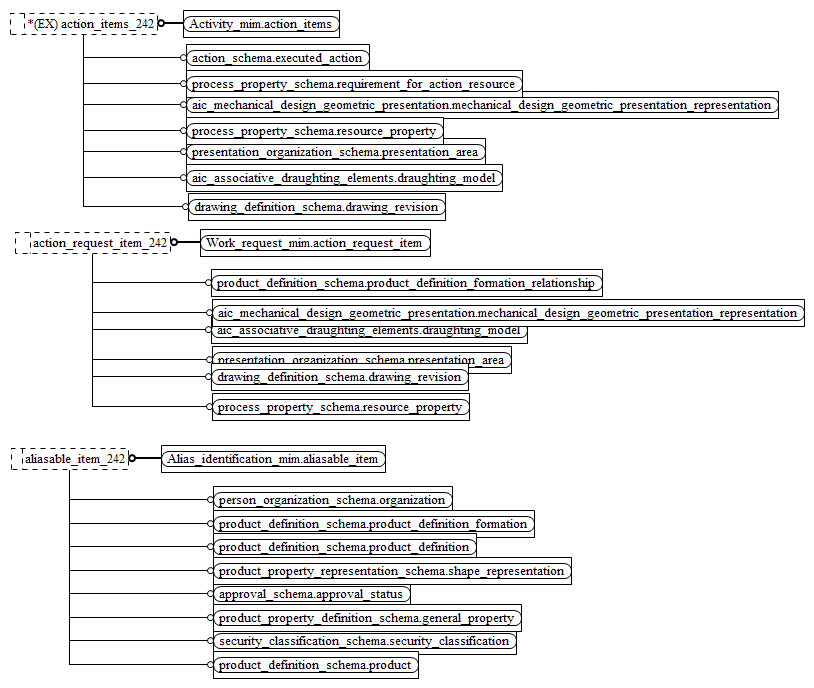 *(EX) action_items_242
Activity_mim.action_items
action_schema.executed_action
process_property_schema.requirement_for_action_resource
aic_mechanical_design_geometric_presentation.mechanical_design_geometric_presentation_representation
process_property_schema.resource_property
presentation_organization_schema.presentation_area
aic_associative_draughting_elements.draughting_model
drawing_definition_schema.drawing_revision
action_request_item_242
Work_request_mim.action_request_item
product_definition_schema.product_definition_formation_relationship
aic_mechanical_design_geometric_presentation.mechanical_design_geometric_presentation_representation
aic_associative_draughting_elements.draughting_model
presentation_organization_schema.presentation_area
drawing_definition_schema.drawing_revision
process_property_schema.resource_property
aliasable_item_242
Alias_identification_mim.aliasable_item
person_organization_schema.organization
product_definition_schema.product_definition_formation
product_definition_schema.product_definition
product_property_representation_schema.shape_representation
approval_schema.approval_status
product_property_definition_schema.general_property
security_classification_schema.security_classification
product_definition_schema.product